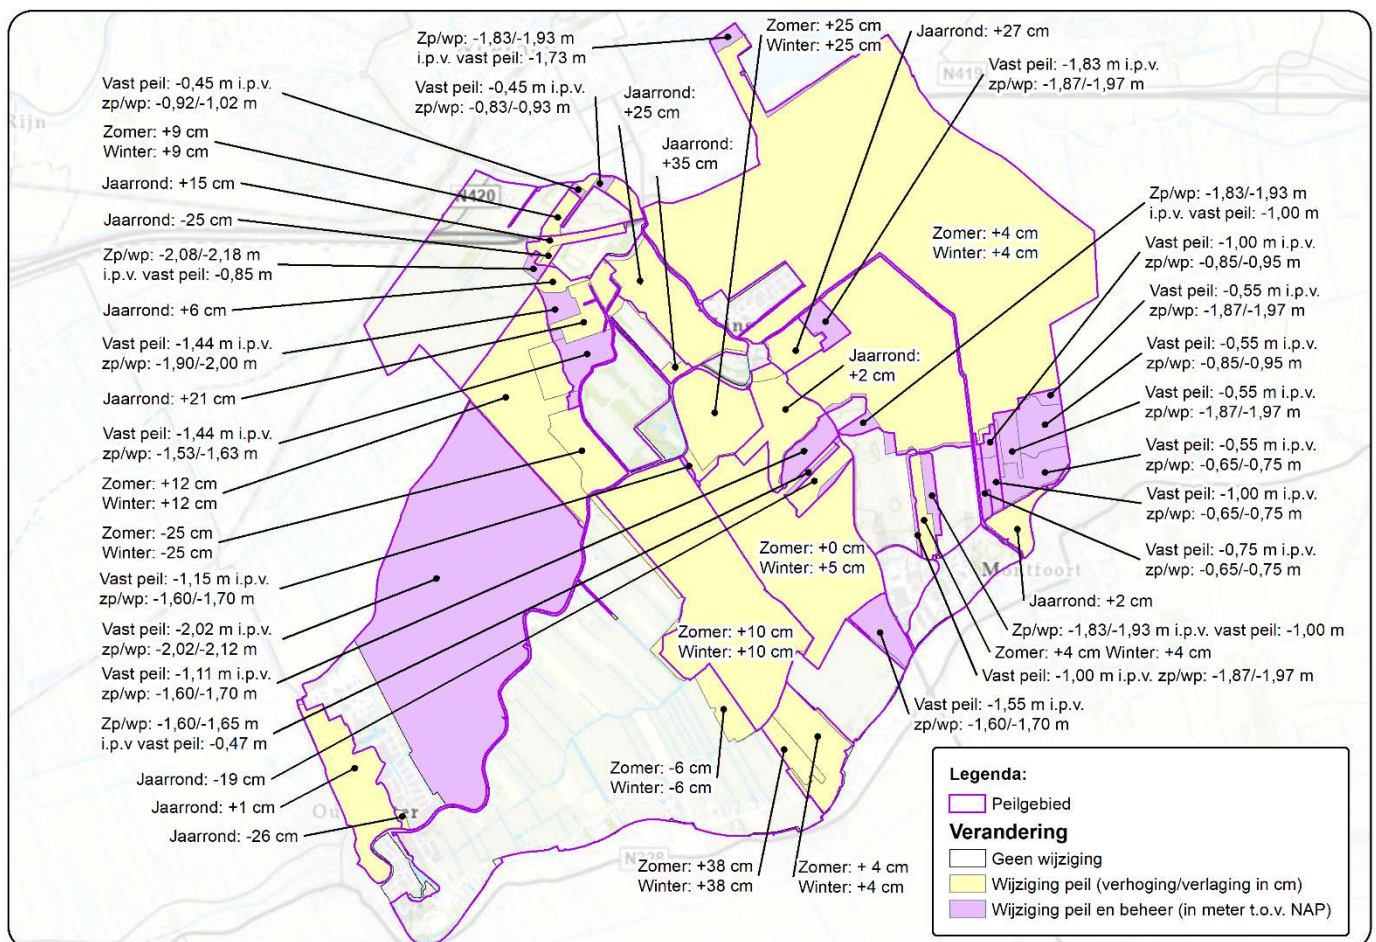 Zp/wp: -1,83/-1,93 m
i.p.v. vast peil: -1,73 m
Zomer: +25 cm
Winter: +25 cm
Jaarrond: +27 cm
Vast peil: -1,83 m i.p.v.
zp/wp: -1,87/-1,97 m
N419
Vast peil: -0,45 m i.p.v.
zp/wp: -0,92/-1,02 m
Vast peil: -0,45 m i.p.v.
zp/wp: -0,83/-0,93 m
Jaarrond:
+25 cm
Jaarrond:
+35 cm
Rijn
Zomer: +9 cm
Winter: +9 cm
Jaarrond: +15 cm
N420
Jaarrond: -25 cm
Zp/wp: -2,08/-2,18 m
i.p.v. vast peil: -0,85 m
Jaarrond: +6 cm
Vast peil: -1,44 m i.p.v.
zp/wp: -1,90/-2,00 m
Jaarrond: +21 cm
Vast peil: -1,44 m i.p.v.
zp/wp: -1,53/-1,63 m
Zomer: +12 cm
Winter: +12 cm
Zomer: -25 cm
Winter: -25 cm
Vast peil: -1,15 m i.p.v.
zp/wp: -1,60/-1,70 m
Vast peil: -2,02 m i.p.v.
zp/wp: -2,02/-2,12 m
Vast peil: -1,11 m i.p.v.
zp/wp: -1,60/-1,70 m
Zp/wp: -1,60/-1,65 m
i.p.v vast peil: -0,47 m
Jaarrond: -19 cm
Jaarrond: +1 cm
Jaarrond: -26 cm
Zomer: +4 cm
Winter: +4 cm
Jaarrond:
+2 cm
Zp/wp: -1,83/-1,93 m
i.p.v. vast peil: -1,00 m
Vast peil: -1,00 m i.p.v.
zp/wp: -0,85/-0,95 m
Vast peil: -0,55 m i.p.v.
zp/wp: -1,87/-1,97 m
Vast peil: -0,55 m i.p.v.
zp/wp: -0,85/-0,95 m
Vast peil: -0,55 m i.p.v.
zp/wp: -1,87/-1,97 m
Vast peil: -0,55 m i.p.v.
zp/wp: -0,65/-0,75 m
Vast peil: -1,00 m i.p.v.
zp/wp: -0,65/-0,75 m
Vast peil: -0,75 m i.p.v.
zp/wp: -0,65/-0,75 m
Montfoort
Jaarrond: +2 cm
Zp/wp: -1,83/-1,93 m i.p.v. vast peil: -1,00 m
Zomer: +4 cm Winter: +4 cm
Vast peil: -1,00 m i.p.v. zp/wp: -1,87/-1,97 m
Vast peil: -1,55 m i.p.v.
zp/wp: -1,60/-1,70 m
Zomer: +0 cm
Winter: +5 cm
Zomer: +10 cm
Winter: +10 cm
Zomer: -6 cm
Winter: -6 cm
Zomer: +38 cm
Winter: +38 cm
Zomer: + 4 cm
Winter: +4 cm
N228
Legenda:
Peilgebied
Verandering
Geen wijziging
Wijziging peil (verhoging/verlaging in cm)
Wijziging peil en beheer (in meter t.o.v. NAP)